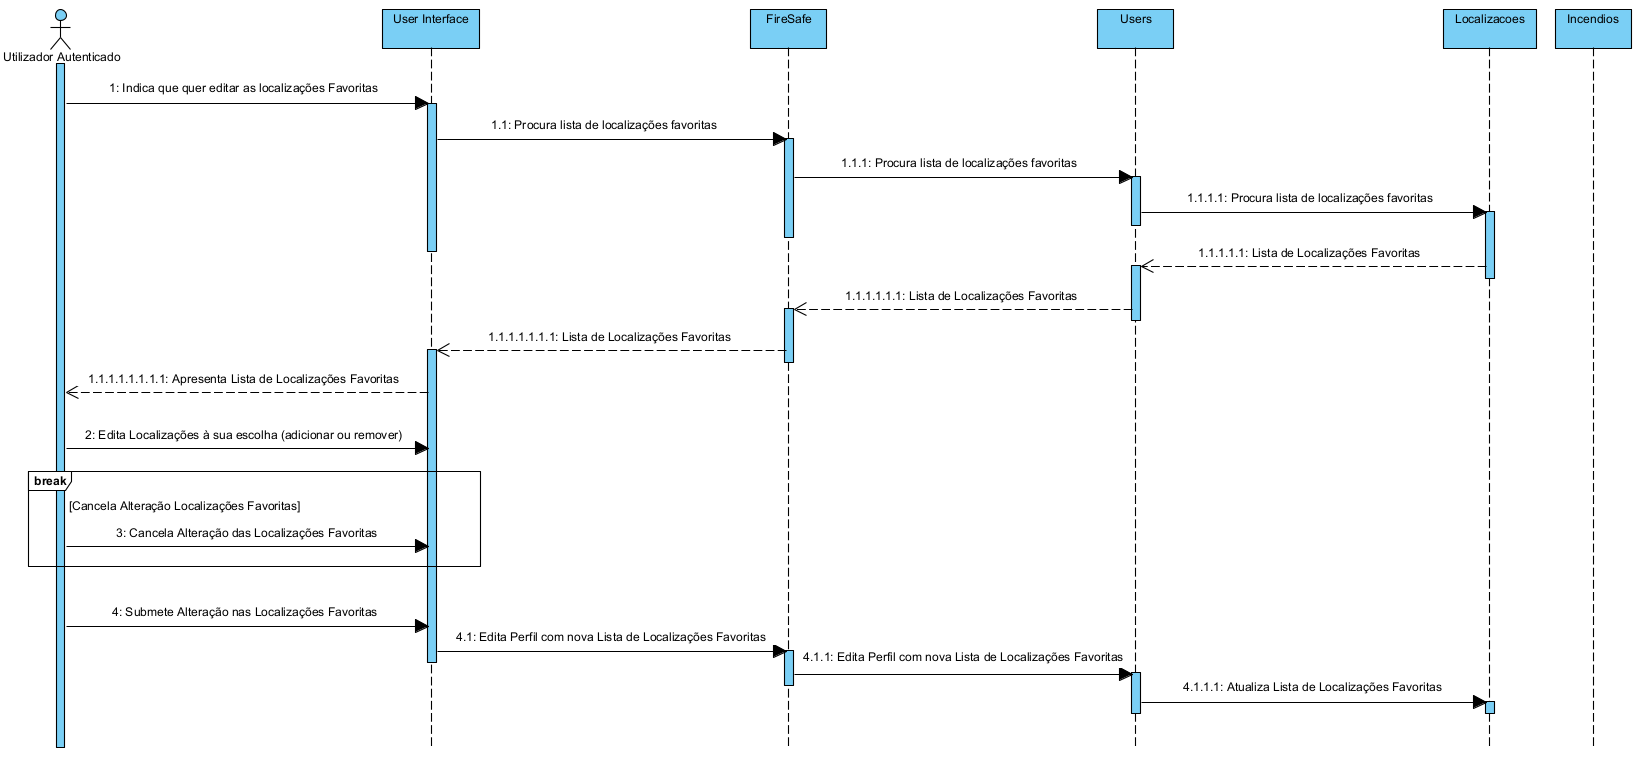 Utilizador Autenticado
User Interface
FireSafe
Users
Localizacoes
Incendios
1: Indica que quer editar as localizações Favoritas
1.1: Procura lista de localizações favoritas
1.1.1: Procura lista de localizações favoritas
1.1.1.1: Procura lista de localizações favoritas
1.1.1.1.1: Lista de Localizações Favoritas
1.1.1.1.1.1: Lista de Localizações Favoritas
1.1.1.1.1.1.1: Lista de Localizações Favoritas
1.1.1.1.1.1.1.1: Apresenta Lista de Localizações Favoritas
2: Edita Localizações à sua escolha (adicionar ou remover)
break
[Cancela Alteração Localizações Favoritas]
3: Cancela Alteração das Localizações Favoritas
4: Submete Alteração nas Localizações Favoritas
4.1: Edita Perfil com nova Lista de Localizações Favoritas
4.1.1: Edita Perfil com nova Lista de Localizações Favoritas
4.1.1.1: Atualiza Lista de Localizações Favoritas